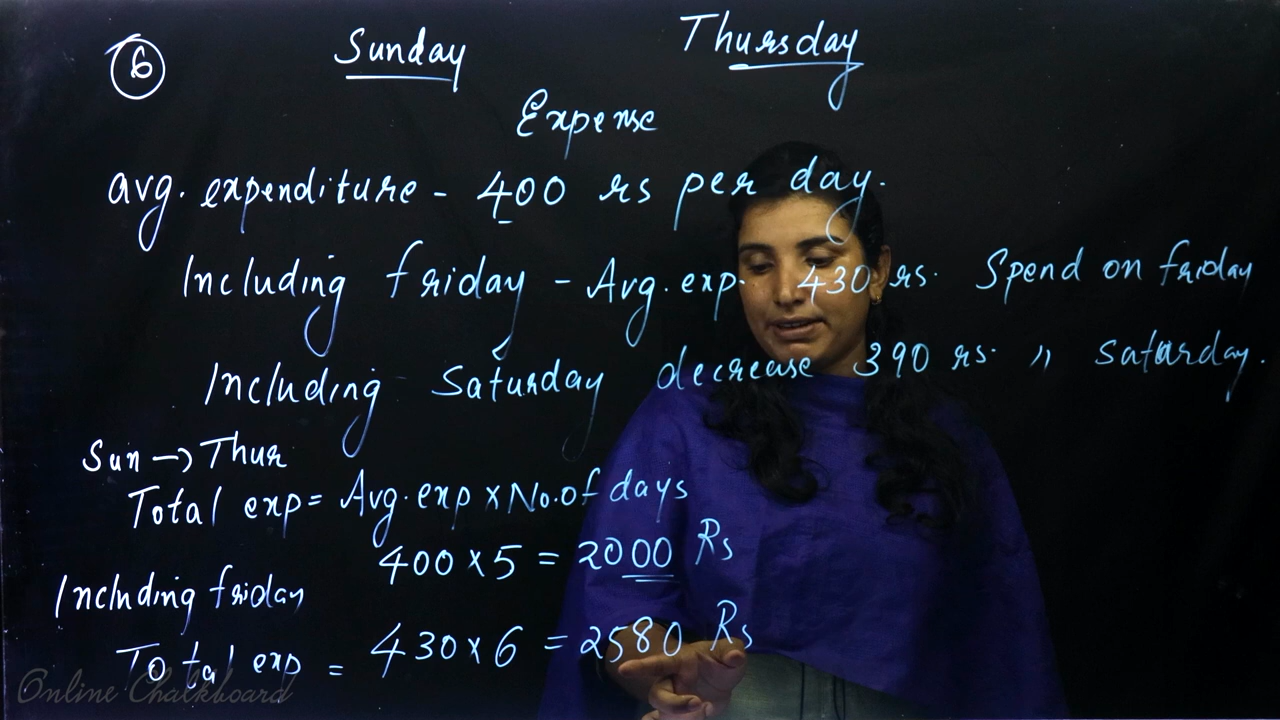 6 Sunday Thursday
Expense
avg. expenditure - 400 rs per day.
Including friday - Avg. exp. 430 rs. Spend on friday
Including Saturday decrease 390 rs. " saturday.
Sun → Thur
Total exp = Avg. exp × No. of days
400 × 5 = 2000 Rs
Including friday
Total exp = 430 × 6 = 2580 Rs
Online Chalkboard